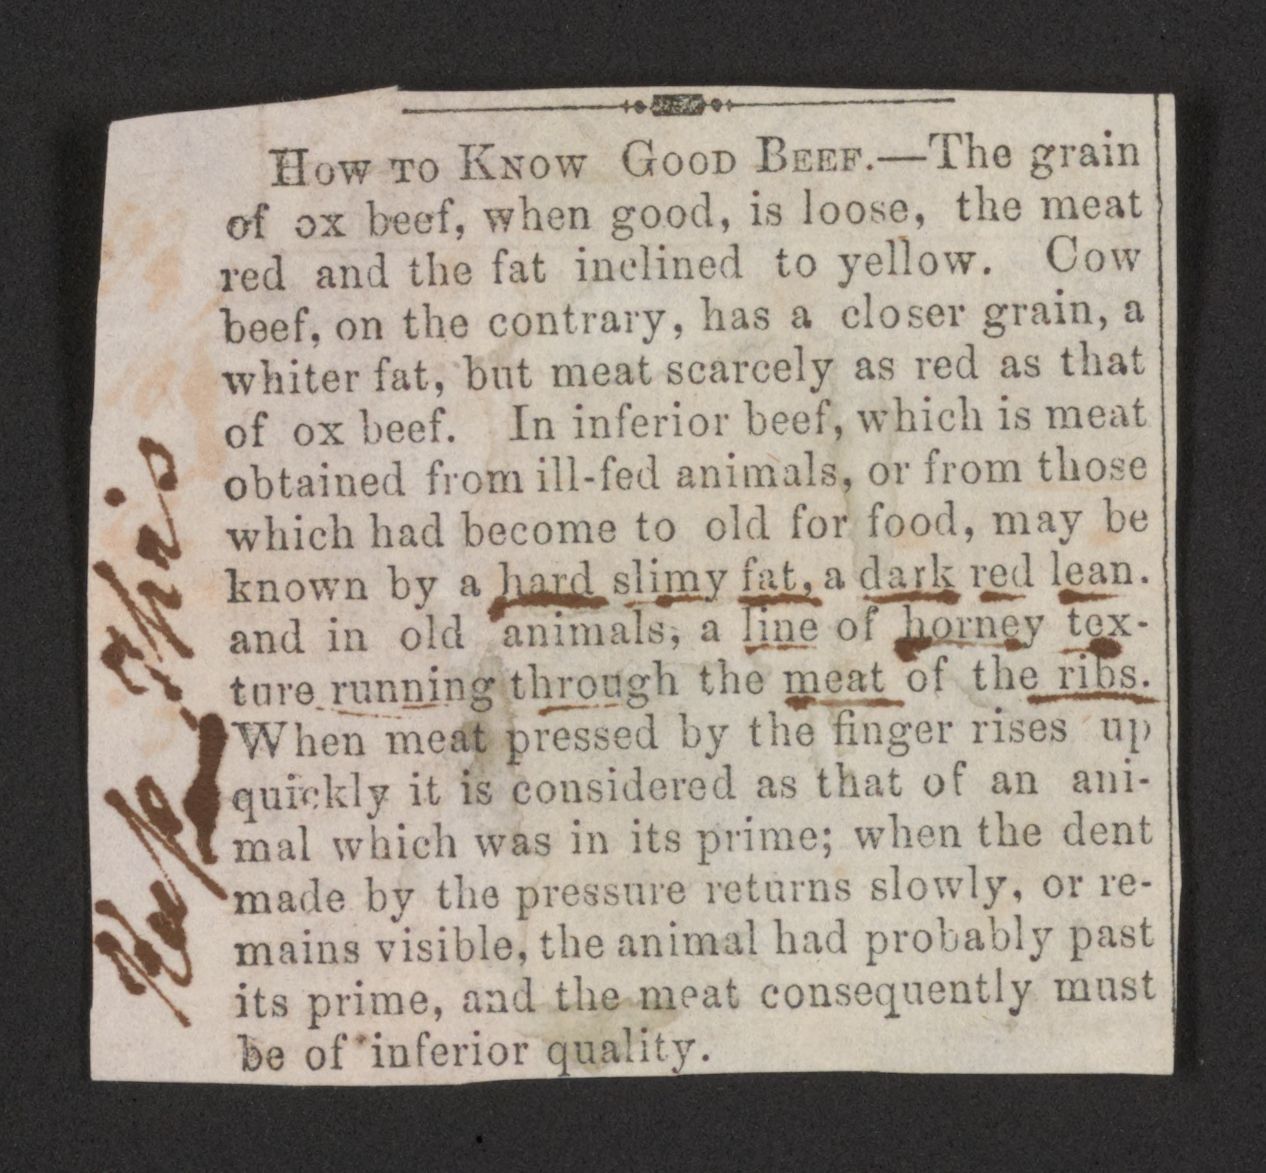 HOW TO KNOW GOOD BEEF.—The grain
of ox beef, when good, is loose, the meat
red and the fat inclined to yellow. Cow
beef, on the contrary, has a closer grain, a
whiter fat, but meat scarcely as red as that
of ox beef. In inferior beef, which is meat
obtained from ill-fed animals, or from those
which had become to old for food, may be
known by a hard slimy fat, a dark red lean.
and in old animals, a line of horney tex-
ture running through the meat of the ribs.
When meat pressed by the finger rises up
quickly it is considered as that of an ani-
mal which was in its prime; when the dent
made by the pressure returns slowly, or re-
mains visible, the animal had probably past
its prime, and the meat consequently must
be of inferior quality.
Keep This